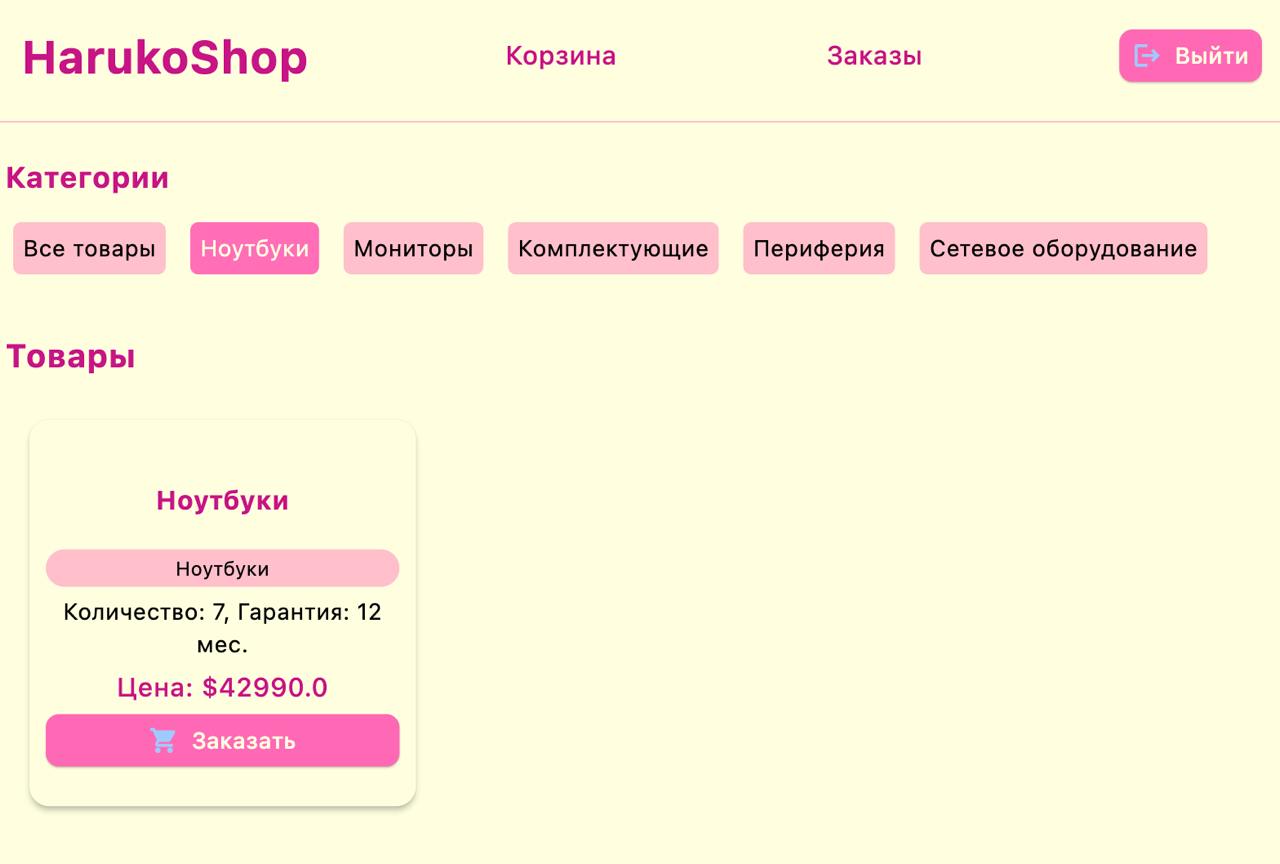 HarukoShop
Корзина
Заказы
Выйти
Категории
Все товары
Ноутбуки
Мониторы
Комплектующие
Периферия
Сетевое оборудование
Товары
Ноутбуки
Ноутбуки
Количество: 7, Гарантия: 12
мес.
Цена: $42990.0
Заказать